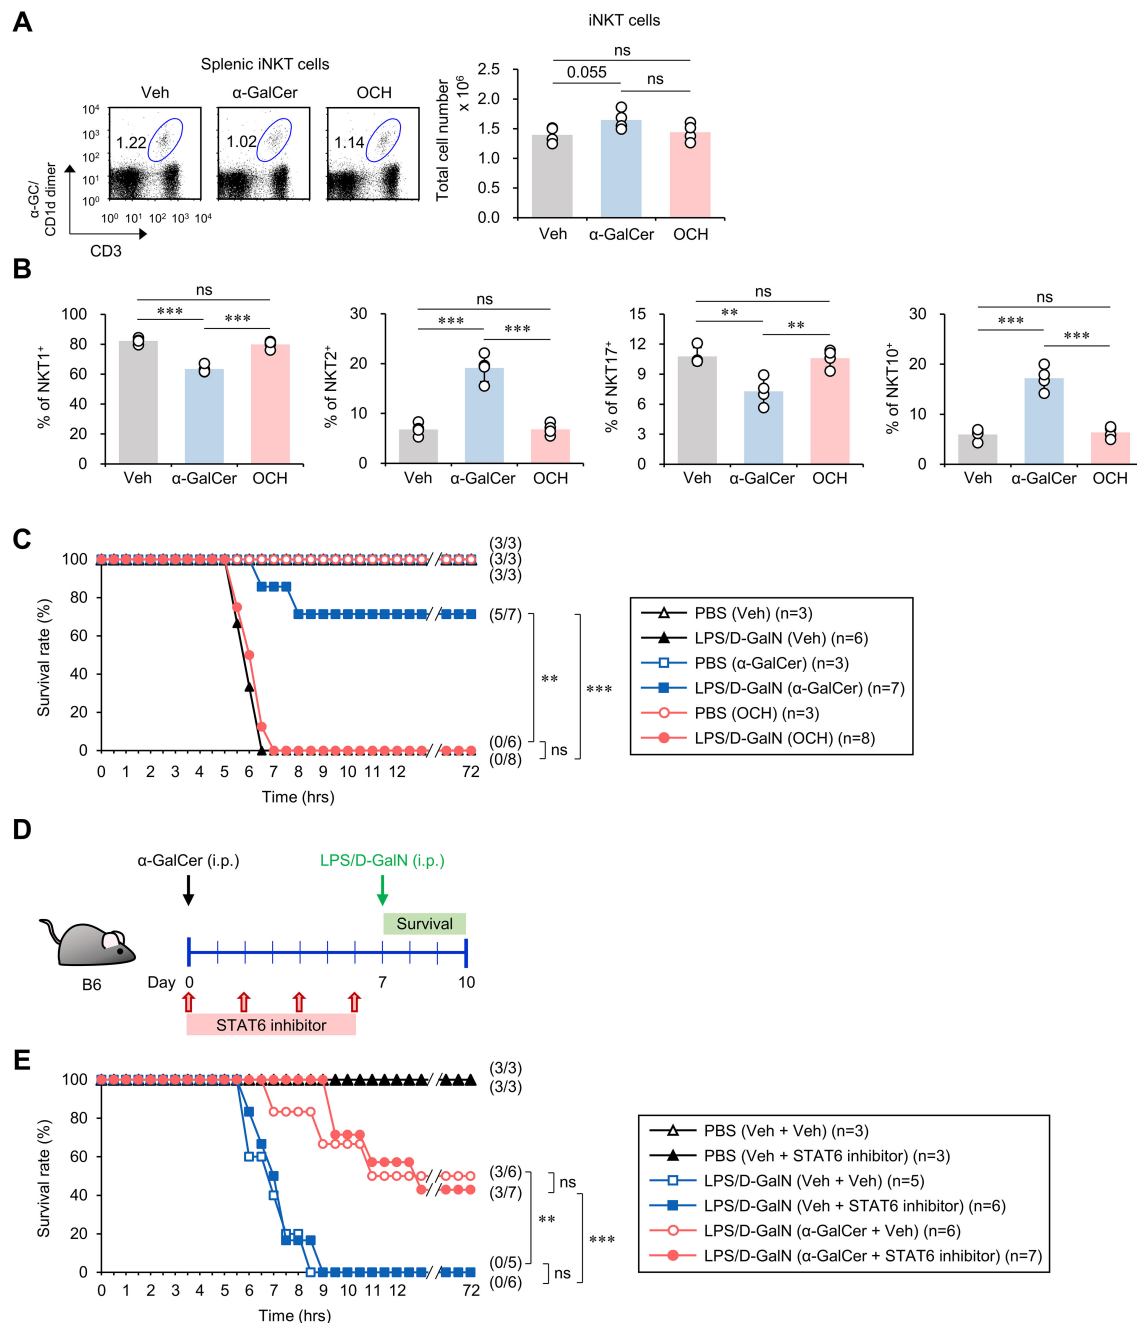 A
Splenic iNKT cells
Veh
α-GalCer
OCH
10⁴
10³
10²
10¹
10⁰
1.22
1.02
1.14
10⁰ 10¹ 10² 10³ 10⁴
α-GC/
CD1d dimer
CD3
iNKT cells
ns
0.055
ns
Total cell number
x 10⁶
2.5
2.0
1.5
1.0
0.5
0.0
Veh
α-GalCer
OCH
B
% of NKT1⁺
100
80
60
40
20
0
ns
***
***
Veh
α-GalCer
OCH
% of NKT2⁺
30
20
10
0
ns
***
***
Veh
α-GalCer
OCH
% of NKT17⁺
15
12
9
6
3
0
ns
**
**
Veh
α-GalCer
OCH
% of NKT10⁺
30
20
10
0
ns
***
***
Veh
α-GalCer
OCH
C
Survival rate (%)
100
80
60
40
20
0
0 1 2 3 4 5 6 7 8 9 10 11 12 72
Time (hrs)
(3/3)
(3/3)
(3/3)
(5/7)
(0/6)
(0/8)
**
ns
***
PBS (Veh) (n=3)
LPS/D-GalN (Veh) (n=6)
PBS (α-GalCer) (n=3)
LPS/D-GalN (α-GalCer) (n=7)
PBS (OCH) (n=3)
LPS/D-GalN (OCH) (n=8)
D
α-GalCer (i.p.)
LPS/D-GalN (i.p.)
Survival
B6
Day 0 7 10
STAT6 inhibitor
E
Survival rate (%)
100
80
60
40
20
0
0 1 2 3 4 5 6 7 8 9 10 11 12 72
Time (hrs)
(3/3)
(3/3)
(3/6)
(3/7)
(0/5)
(0/6)
ns
**
ns
***
PBS (Veh + Veh) (n=3)
PBS (Veh + STAT6 inhibitor) (n=3)
LPS/D-GalN (Veh + Veh) (n=5)
LPS/D-GalN (Veh + STAT6 inhibitor) (n=6)
LPS/D-GalN (α-GalCer + Veh) (n=6)
LPS/D-GalN (α-GalCer + STAT6 inhibitor) (n=7)